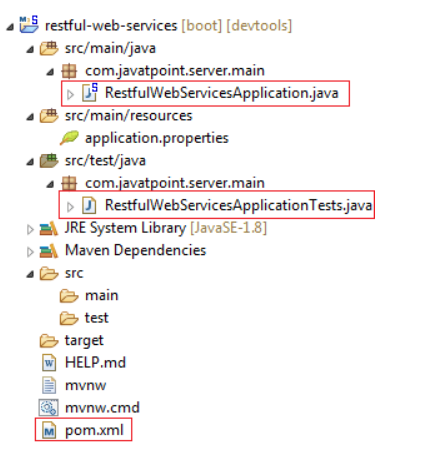 restful-web-services [boot] [devtools]
src/main/java
com.javatpoint.server.main
RestfulWebServicesApplication.java
src/main/resources
application.properties
src/test/java
com.javatpoint.server.main
RestfulWebServicesApplicationTests.java
JRE System Library [JavaSE-1.8]
Maven Dependencies
src
main
test
target
HELP.md
mvnw
mvnw.cmd
pom.xml